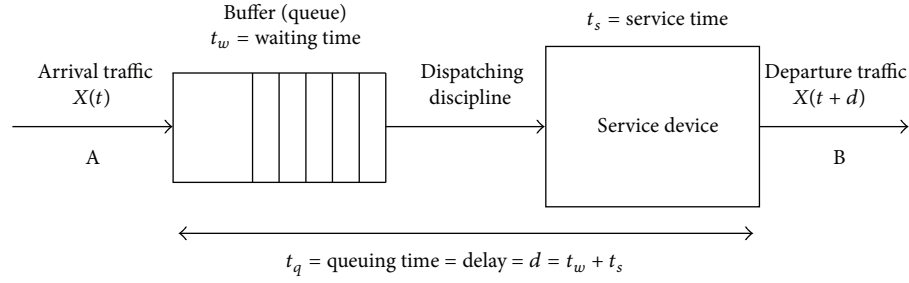 Buffer (queue)
t_w = waiting time
t_s = service time
Arrival traffic
X(t)
Dispatching
discipline
Service device
Departure traffic
X(t + d)
A
B
t_q = queuing time = delay = d = t_w + t_s